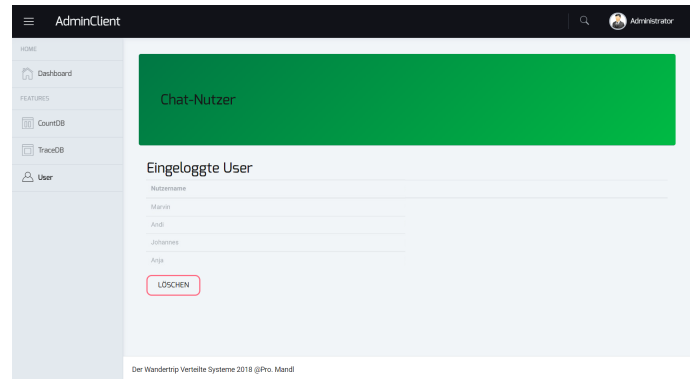 AdminClient
Administrator
HOME
Dashboard
FEATURES
CountDB
TraceDB
User
Chat-Nutzer
Eingeloggte User
Nutzername
Marvin
Andi
Johannes
Anja
LÖSCHEN
Der Wandertrip Verteilte Systeme 2018 @Pro. Mandl